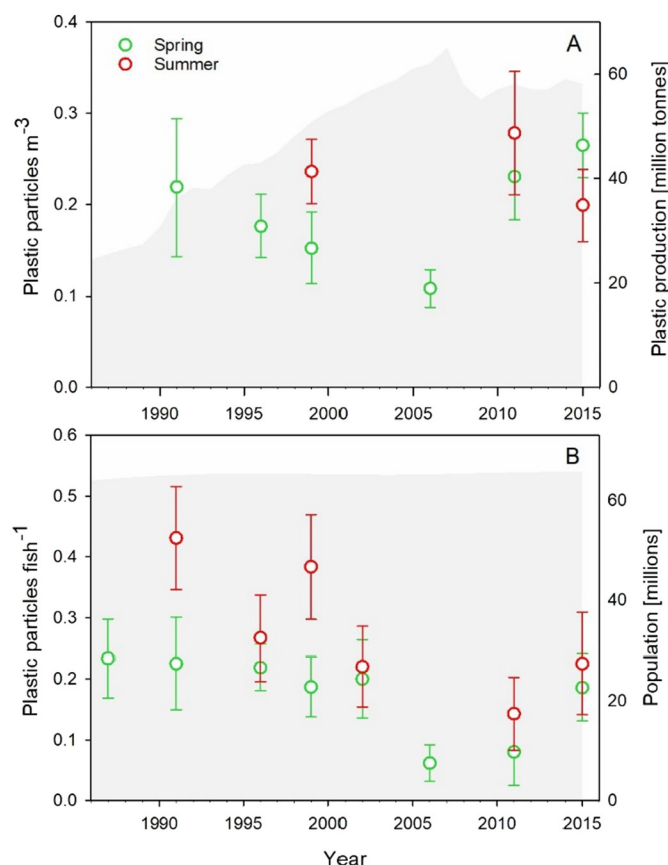 0.4
0.3
0.2
0.1
0.0
Plastic particles m⁻³
Spring
Summer
A
60
40
20
0
Plastic production [million tonnes]
1990 1995 2000 2005 2010 2015
0.6
0.5
0.4
0.3
0.2
0.1
0.0
Plastic particles fish⁻¹
B
60
40
20
0
Population [millions]
1990 1995 2000 2005 2010 2015
Year